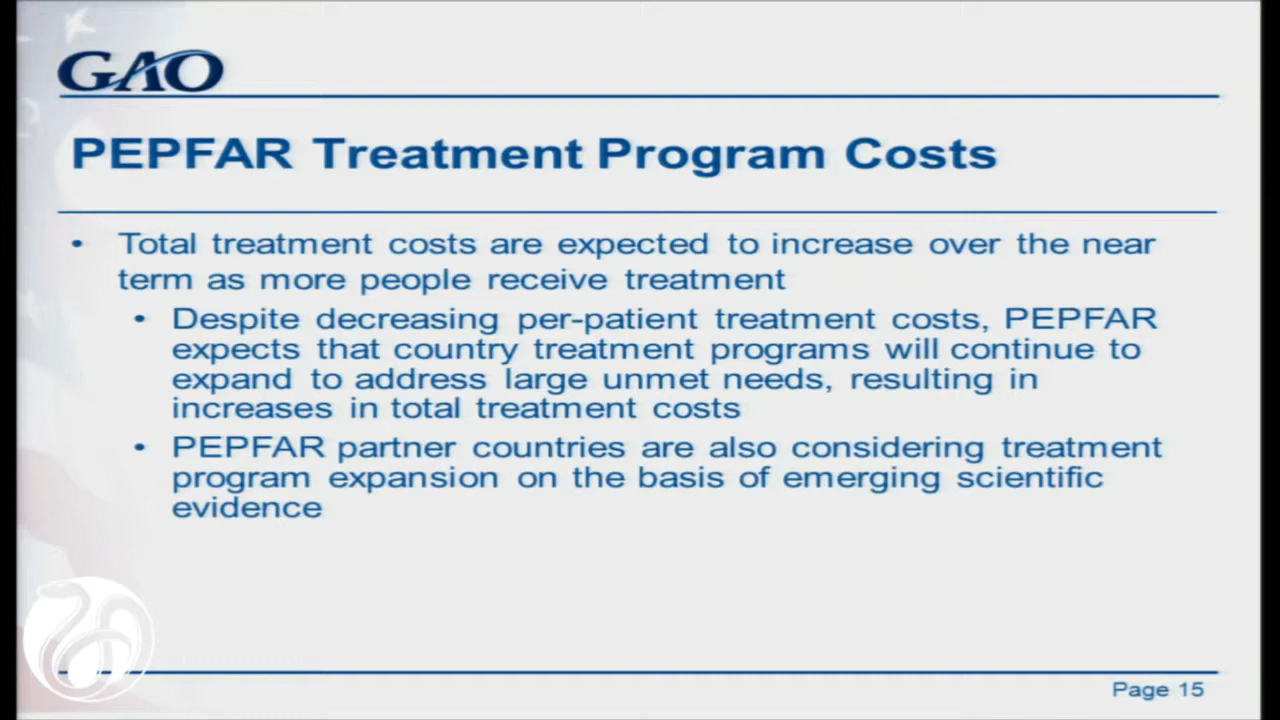 GAO
PEPFAR Treatment Program Costs
• Total treatment costs are expected to increase over the near
term as more people receive treatment
• Despite decreasing per-patient treatment costs, PEPFAR
expects that country treatment programs will continue to
expand to address large unmet needs, resulting in
increases in total treatment costs
• PEPFAR partner countries are also considering treatment
program expansion on the basis of emerging scientific
evidence
Page 15